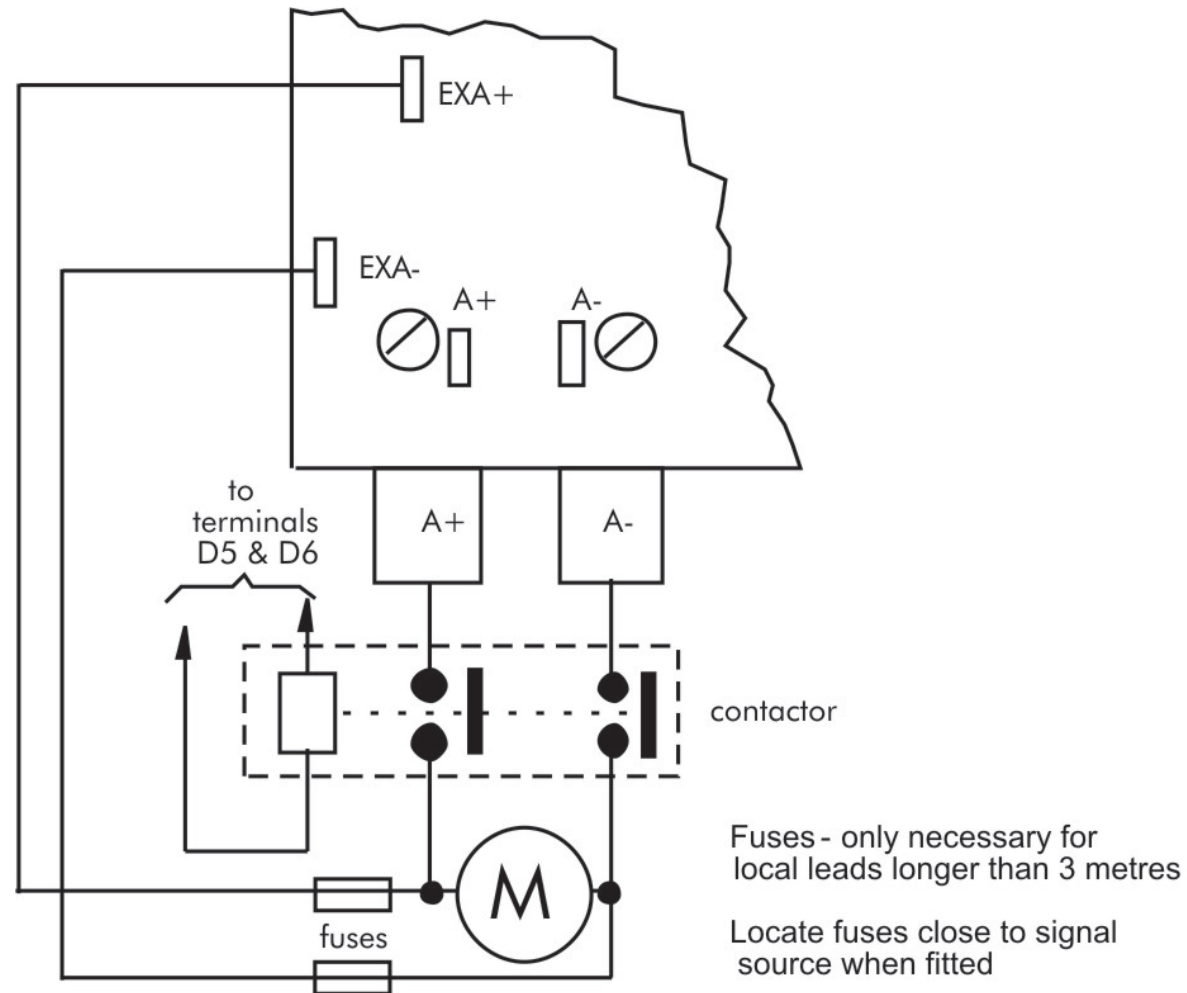 EXA+
EXA-
A+
A-
to
terminals
D5 & D6
A+
A-
contactor
M
fuses
Fuses - only necessary for
local leads longer than 3 metres
Locate fuses close to signal
source when fitted